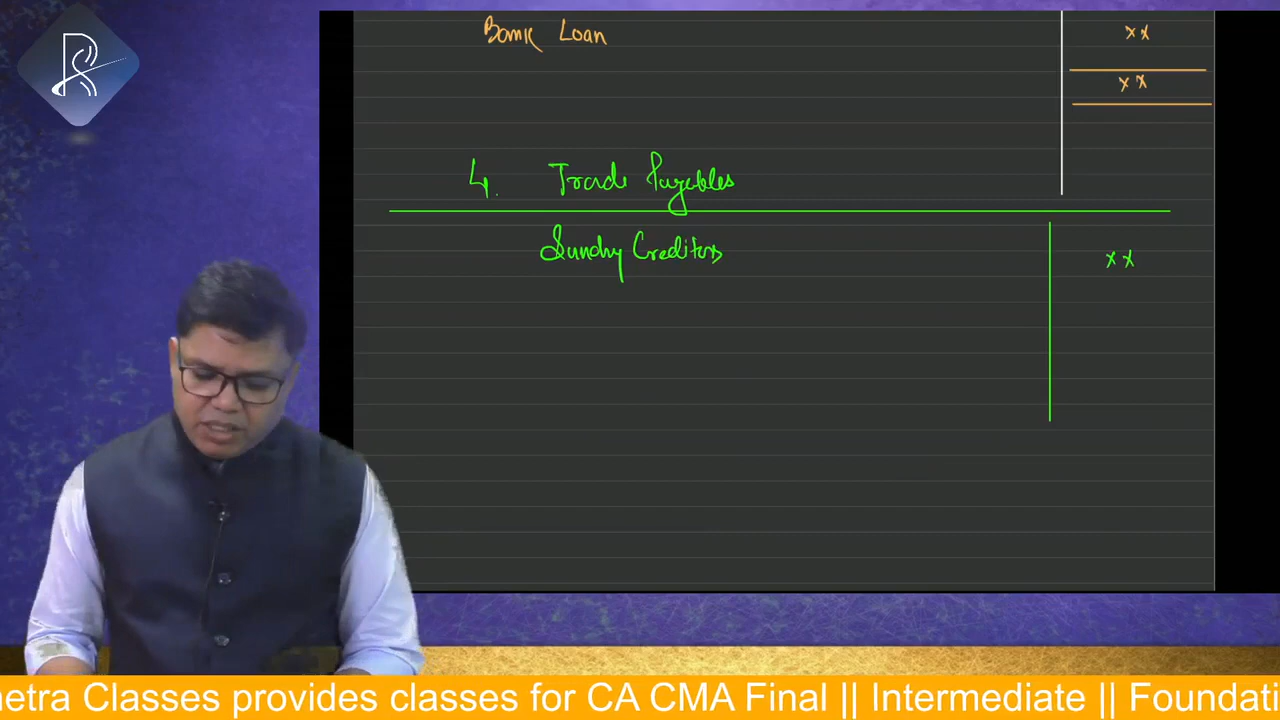 Bank Loan xx
xx
4. Trade Payables
Sundry Creditors xx
netra Classes provides classes for CA CMA Final || Intermediate || Foundati